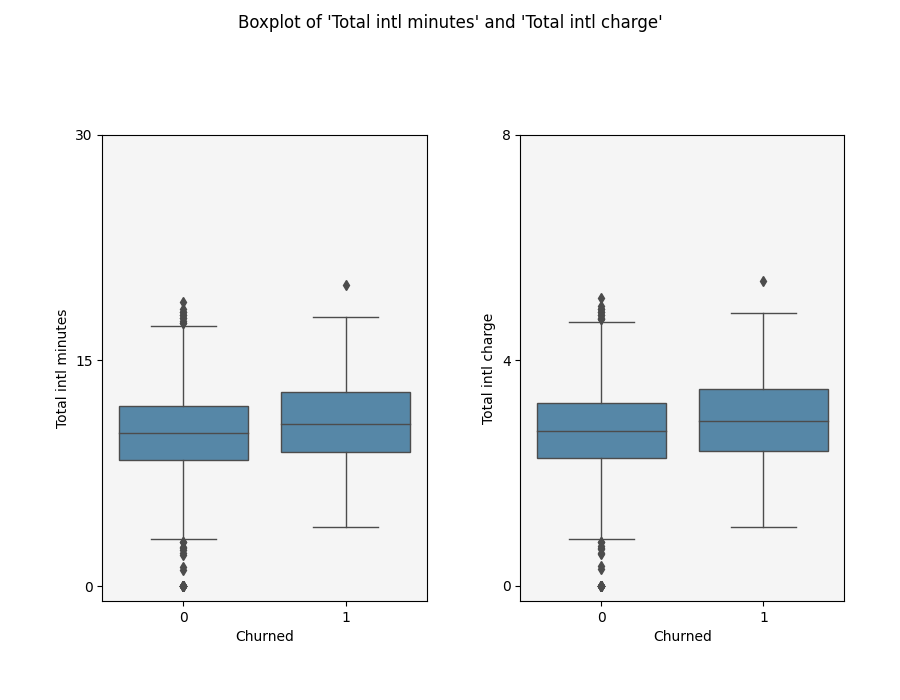 Boxplot of 'Total intl minutes' and 'Total intl charge'
30
15
0
Total intl minutes
0
1
Churned
8
4
0
Total intl charge
0
1
Churned